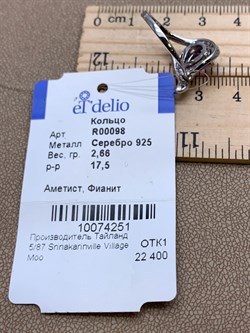 el delio
Кольцо
Арт R00098
Металл Серебро 925
Вес, гр. 2,66
р-р 17,5
Аметист, Фианит
10074251
Производитель Тайланд
5/87 Srinakarinville Village
Moo
ОТК1
22 400